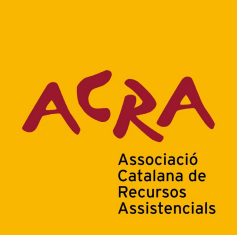 ACRA
Associació
Catalana de
Recursos
Assistencials